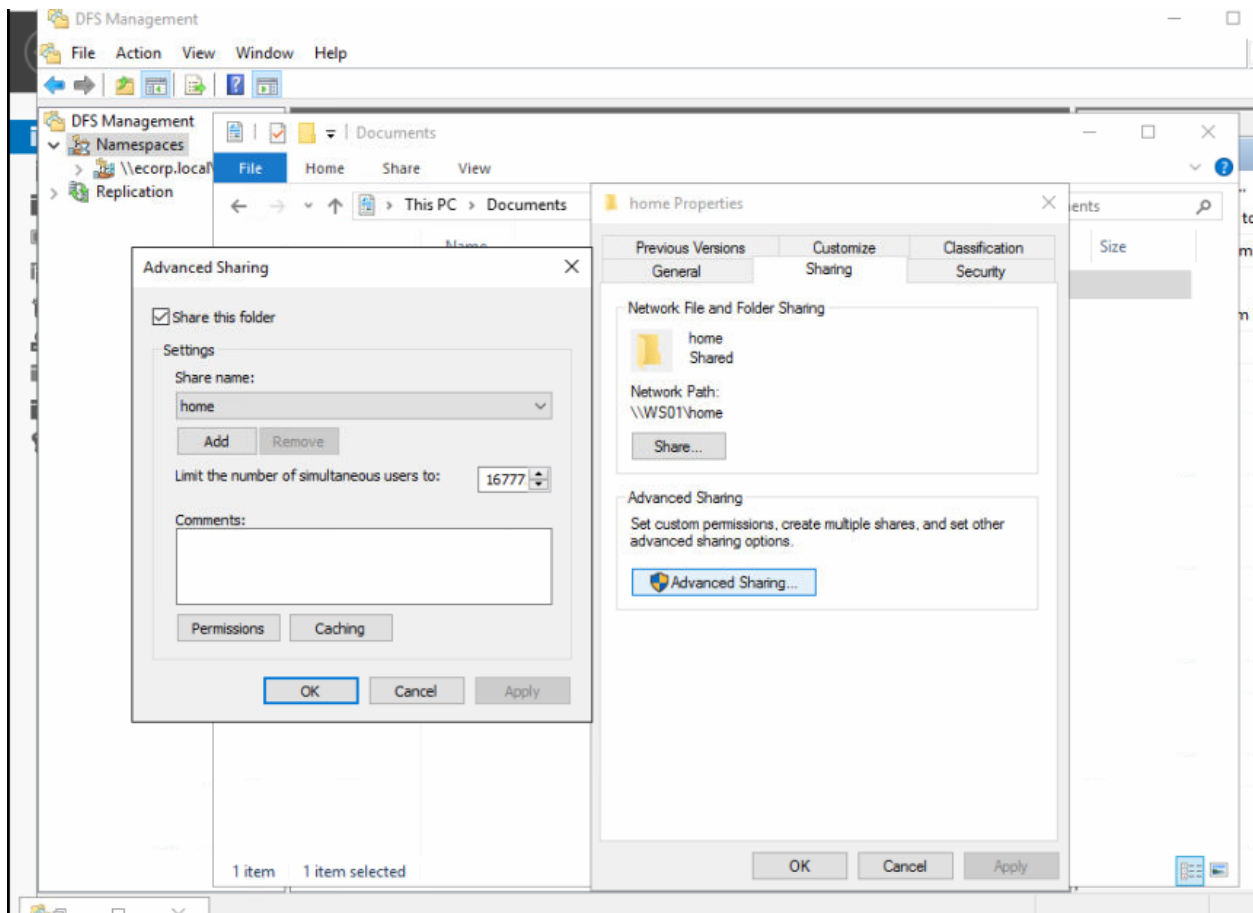 DFS Management
File Action View Window Help
DFS Management
Namespaces
\\ecorp.local\
Replication
Documents
File Home Share View
This PC > Documents
Name
Size
home Properties
Previous Versions Customize Classification
General Sharing Security
Network File and Folder Sharing
home
Shared
Network Path:
\\WS01\home
Share...
Advanced Sharing
Set custom permissions, create multiple shares, and set other
advanced sharing options.
Advanced Sharing...
OK Cancel Apply
Advanced Sharing
Share this folder
Settings
Share name:
home
Add Remove
Limit the number of simultaneous users to: 16777
Comments:
Permissions Caching
OK Cancel Apply
1 item 1 item selected